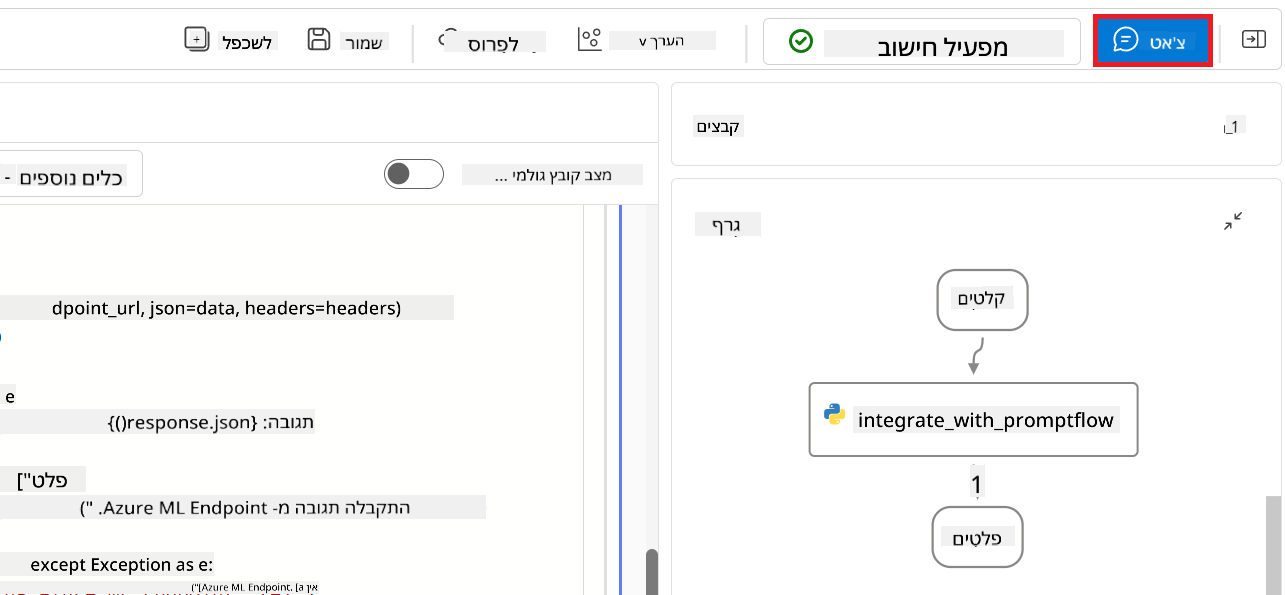 לשכפל
שמור
לפרוס
הערך v
מפעיל חישוב
צ'אט
כלים נוספים -
מצב קובץ גולמי ...
dpoint_url, json=data, headers=headers)
e
תגובה: {response.json()}
פלט"]
התקבלה תגובה מ- Azure ML Endpoint. ")
except Exception as e:
קבצים
1
גרף
קלטים
integrate_with_promptflow
1
פלטים